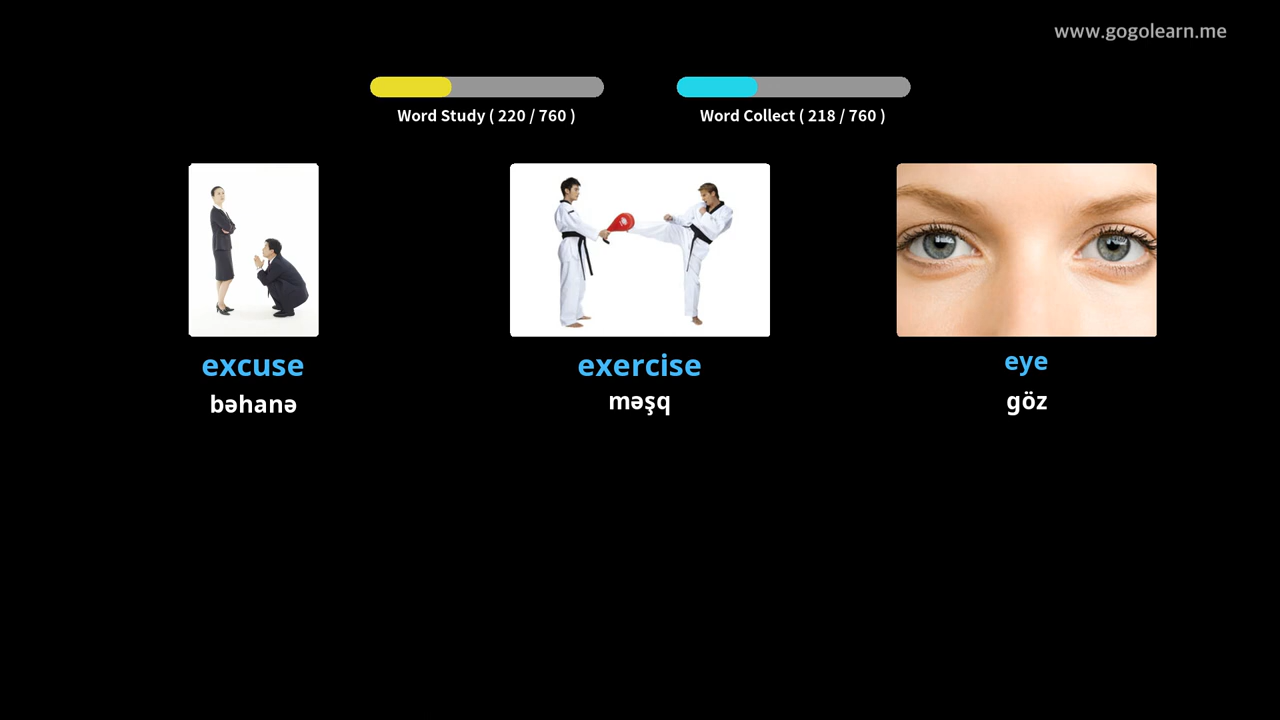 www.gogolearn.me
Word Study ( 220 / 760 )
Word Collect ( 218 / 760 )
excuse
bəhanə
exercise
məşq
eye
göz